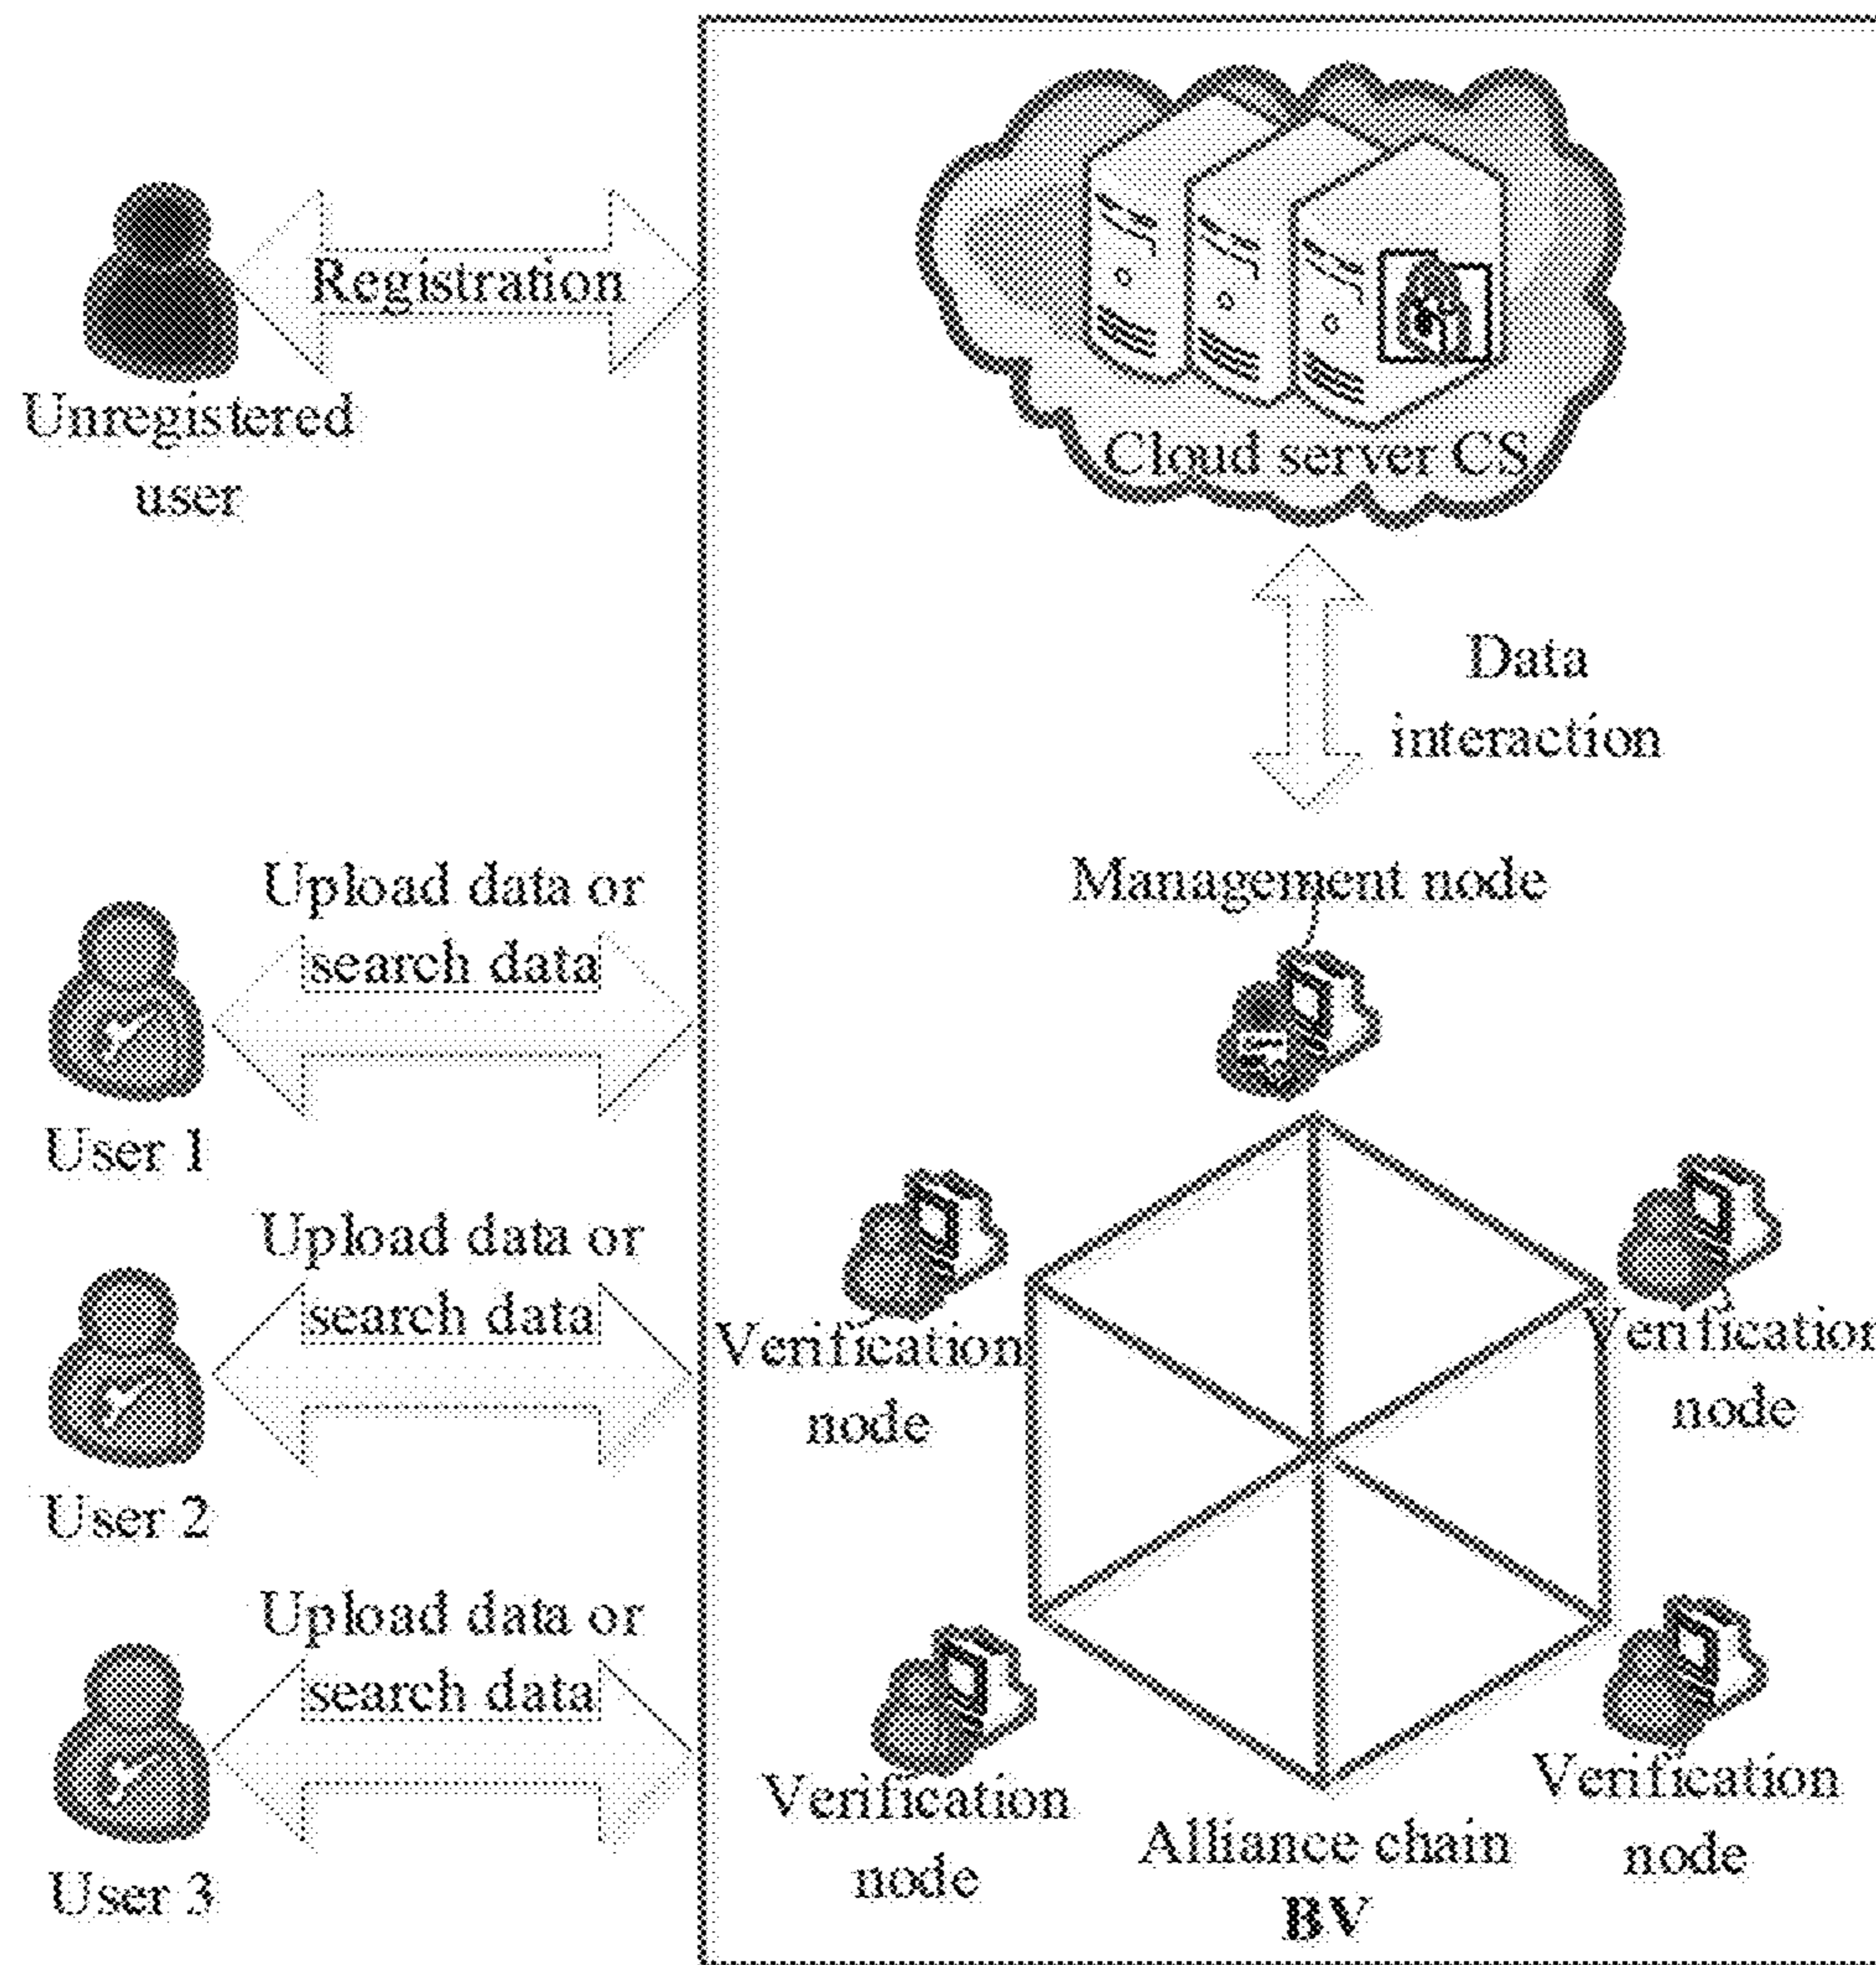 Registration
Unregistered
user
Cloud server CS
Data
interaction
Management node
Upload data or
search data
User 1
Upload data or
search data
User 2
Upload data or
search data
User 3
Verification
node
Verification
node
Verification
node
Verification
node
Alliance chain
BV